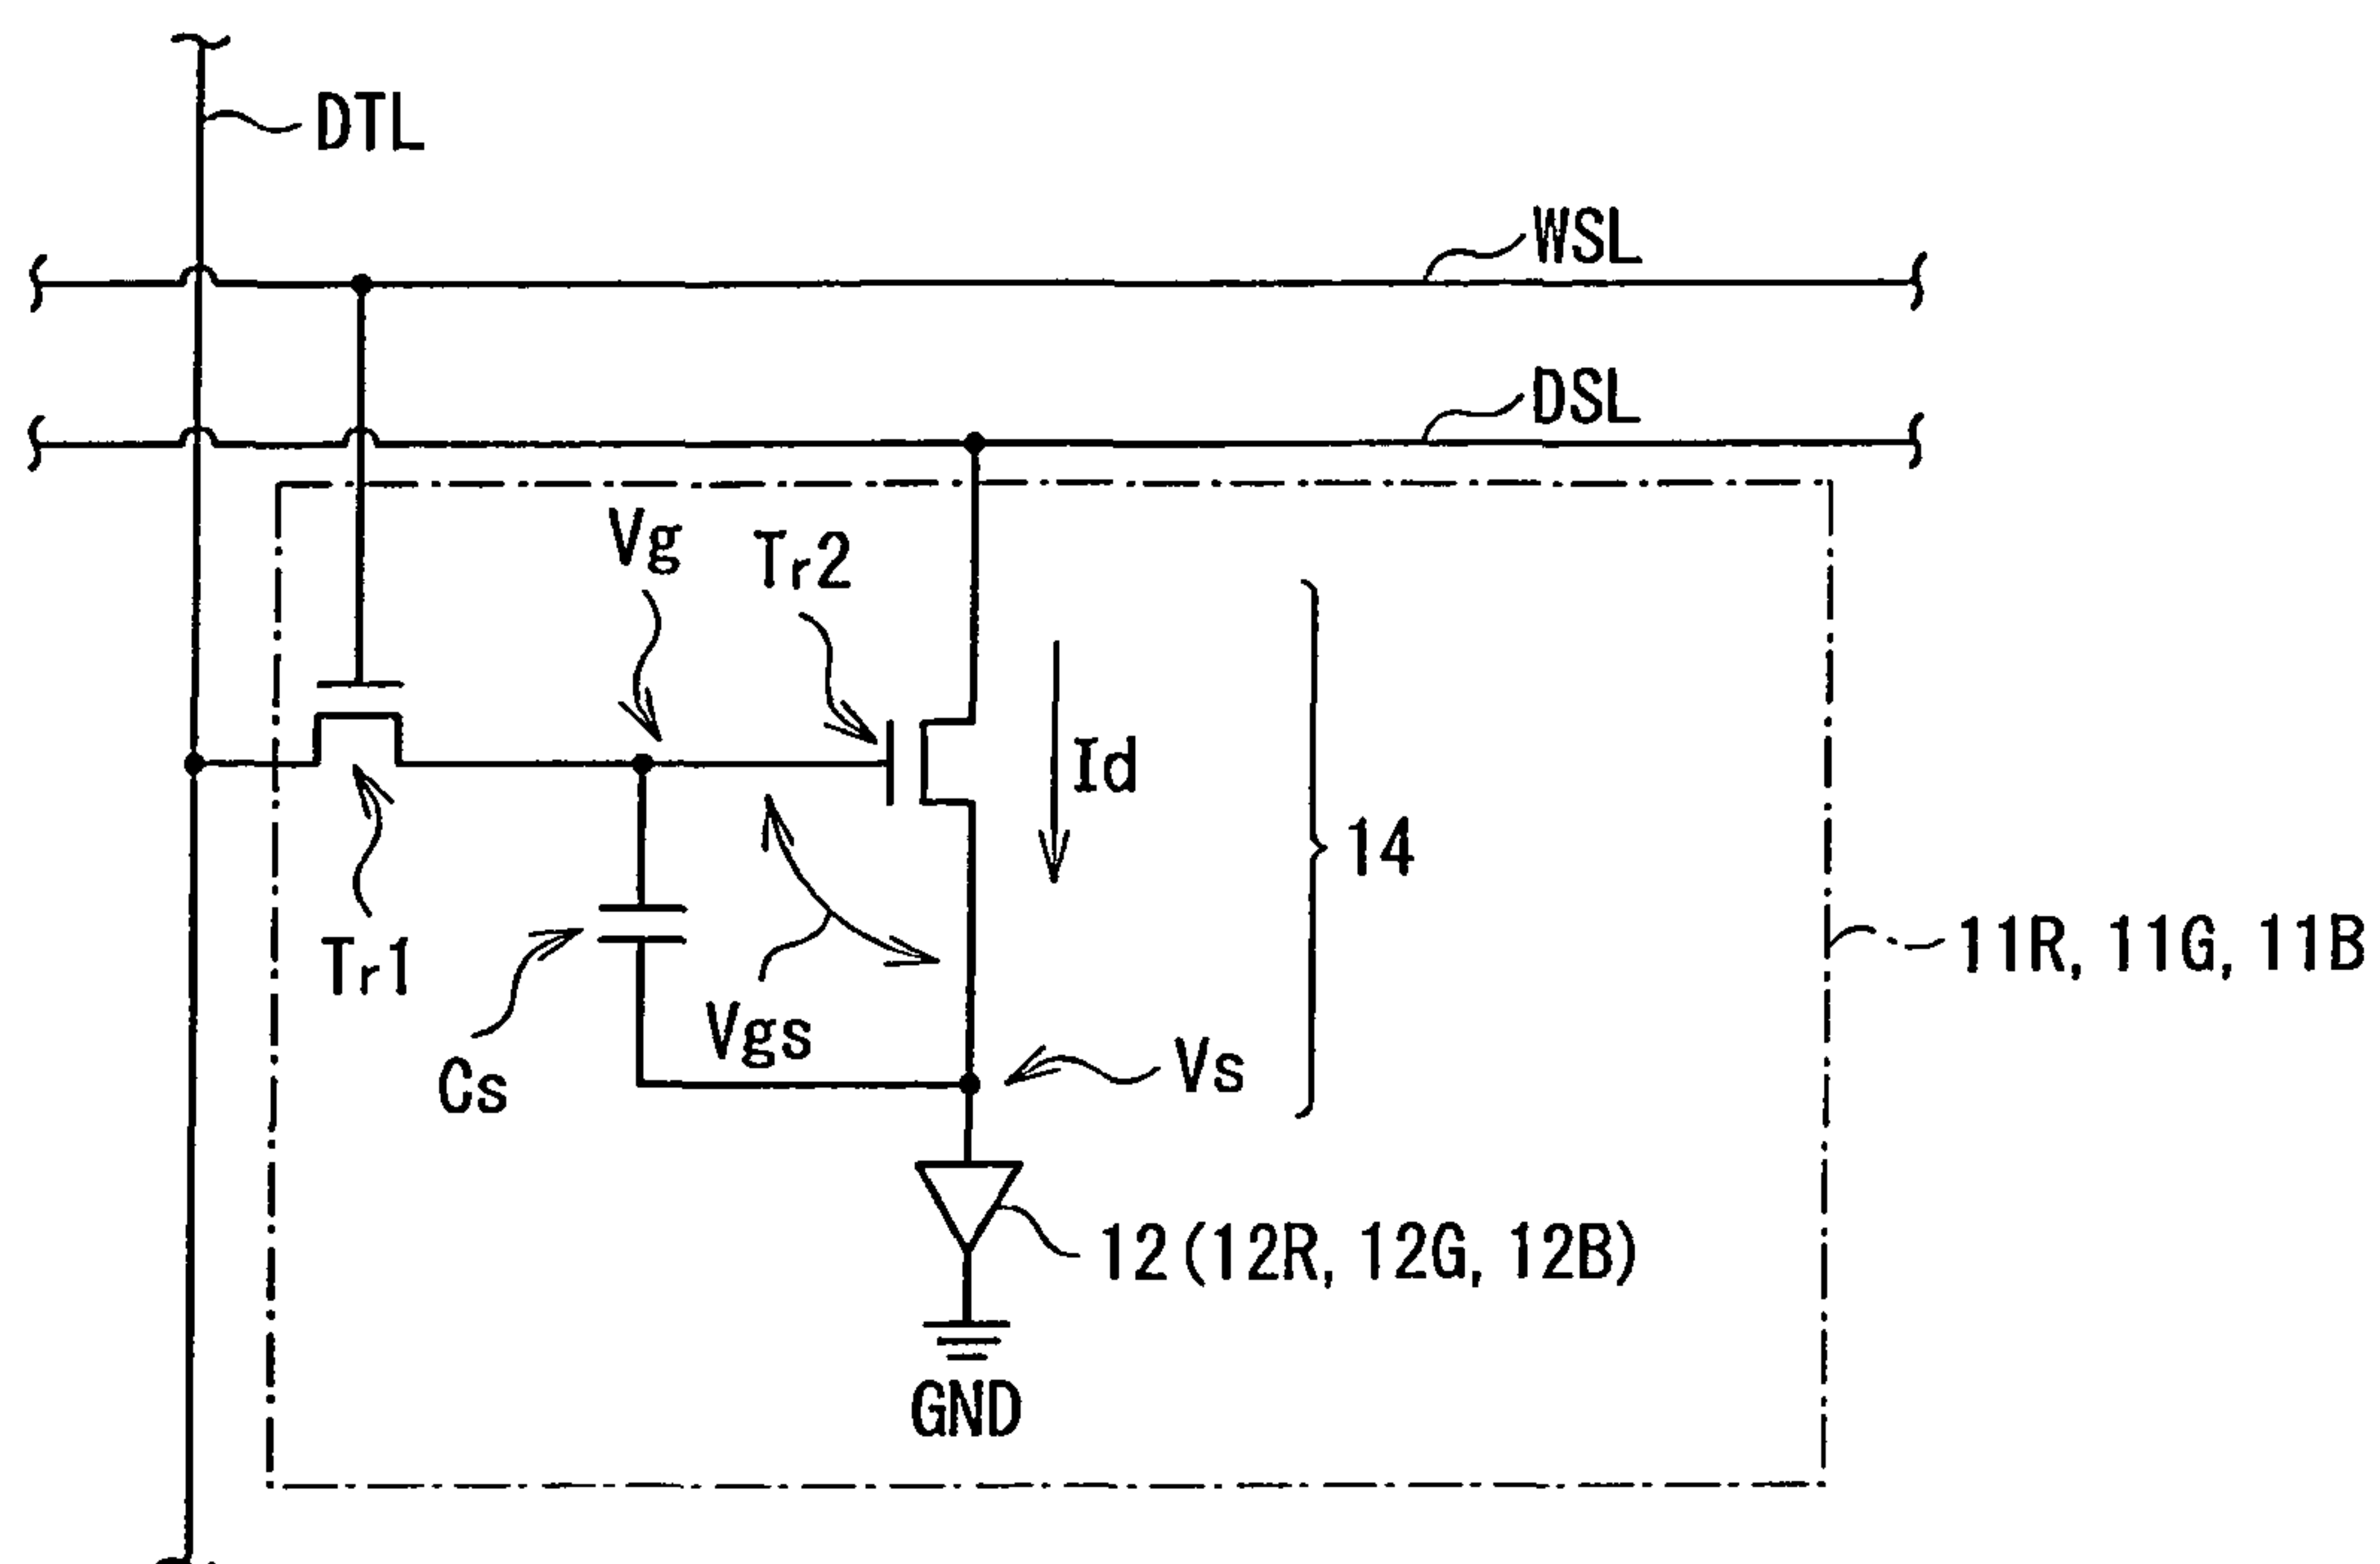 DTL
WSL
DSL
Vg
Tr2
Id
14
Tr1
11R, 11G, 11B
Vgs
Cs
Vs
12(12R, 12G, 12B)
GND